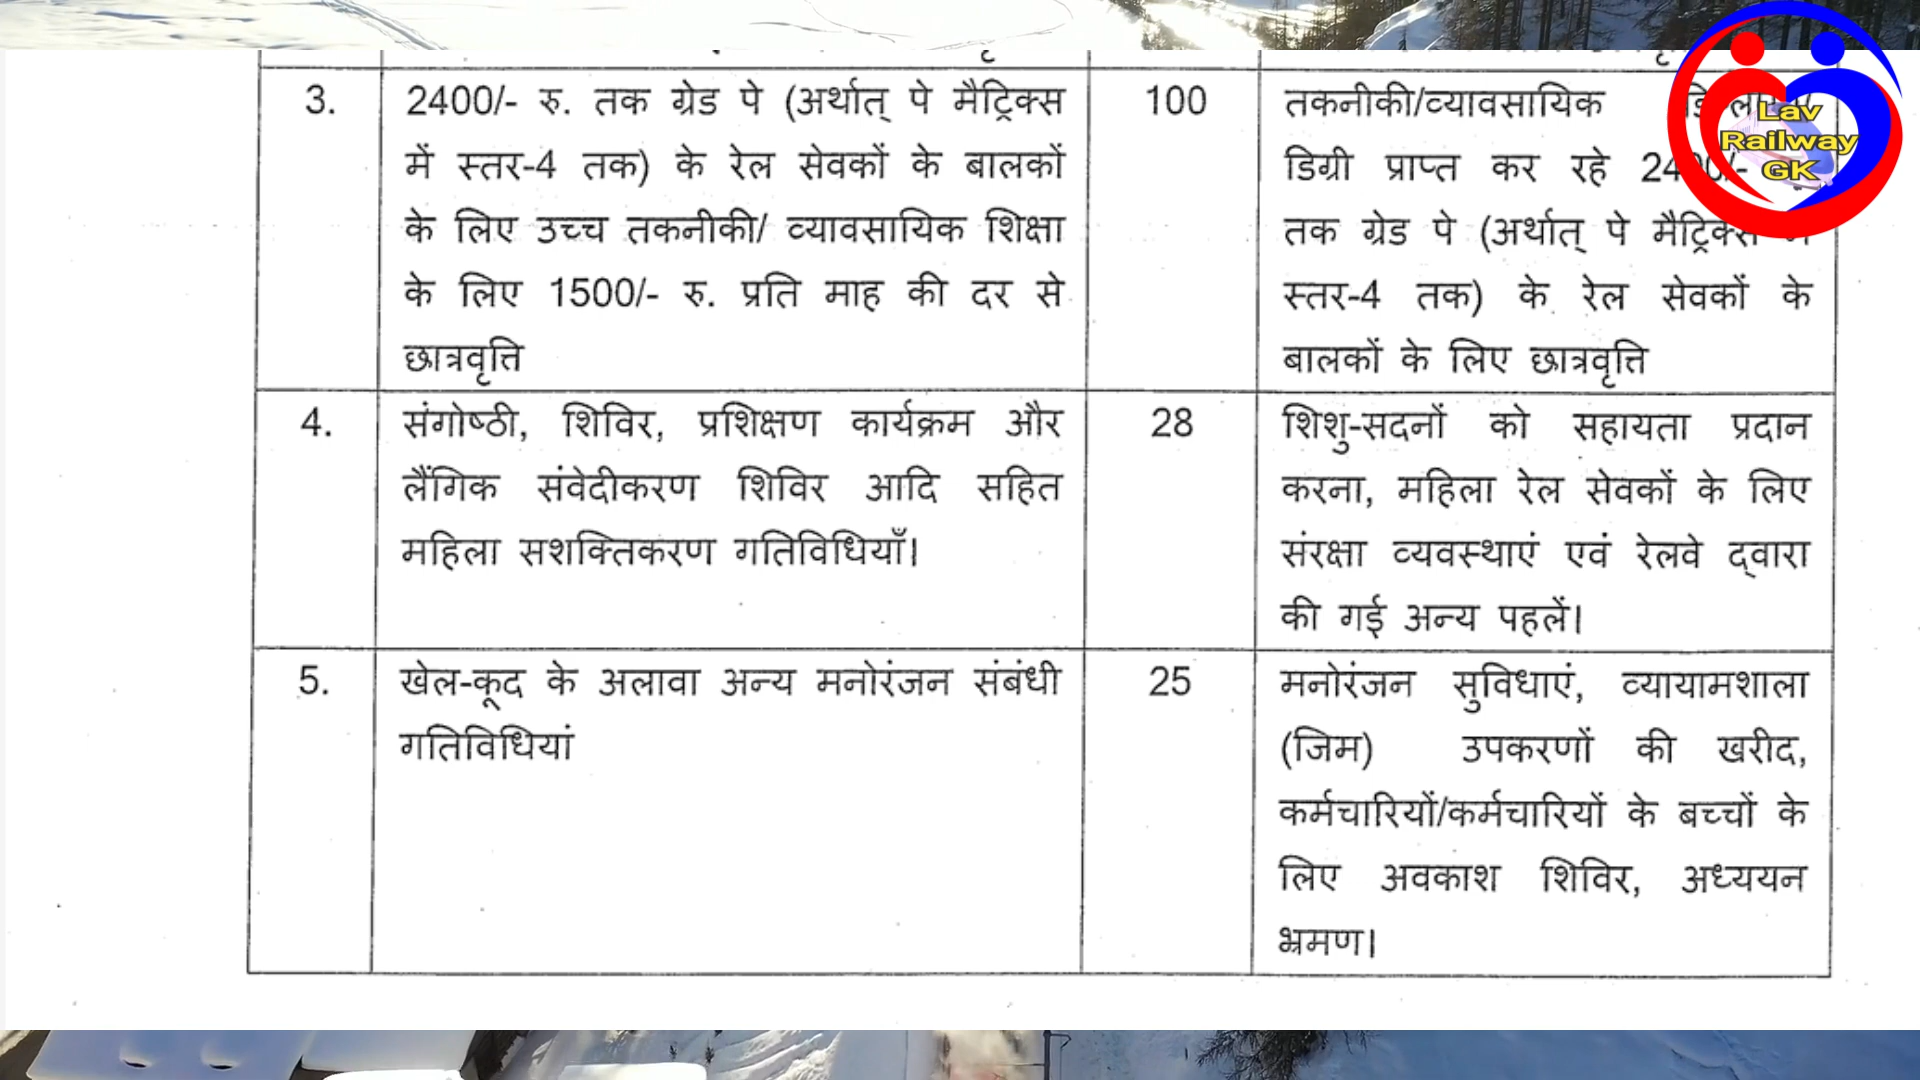 3.
2400/- रु. तक ग्रेड पे (अर्थात् पे मैट्रिक्स
में स्तर-4 तक) के रेल सेवकों के बालकों
के लिए उच्च तकनीकी/ व्यावसायिक शिक्षा
के लिए 1500/- रु. प्रति माह की दर से
छात्रवृत्ति
100
तकनीकी/व्यावसायिक
डिग्री प्राप्त कर रहे 2400/-
तक ग्रेड पे (अर्थात् पे मैट्रिक्स में
स्तर-4 तक) के रेल सेवकों के
बालकों के लिए छात्रवृत्ति
4.
संगोष्ठी, शिविर, प्रशिक्षण कार्यक्रम और
लैंगिक संवेदीकरण शिविर आदि सहित
महिला सशक्तिकरण गतिविधियाँ।
28
शिशु-सदनों को सहायता प्रदान
करना, महिला रेल सेवकों के लिए
संरक्षा व्यवस्थाएं एवं रेलवे द्वारा
की गई अन्य पहलें।
5.
खेल-कूद के अलावा अन्य मनोरंजन संबंधी
गतिविधियां
25
मनोरंजन सुविधाएं, व्यायामशाला
(जिम) उपकरणों की खरीद,
कर्मचारियों/कर्मचारियों के बच्चों के
लिए अवकाश शिविर, अध्ययन
भ्रमण।
Lav
Railway
GK